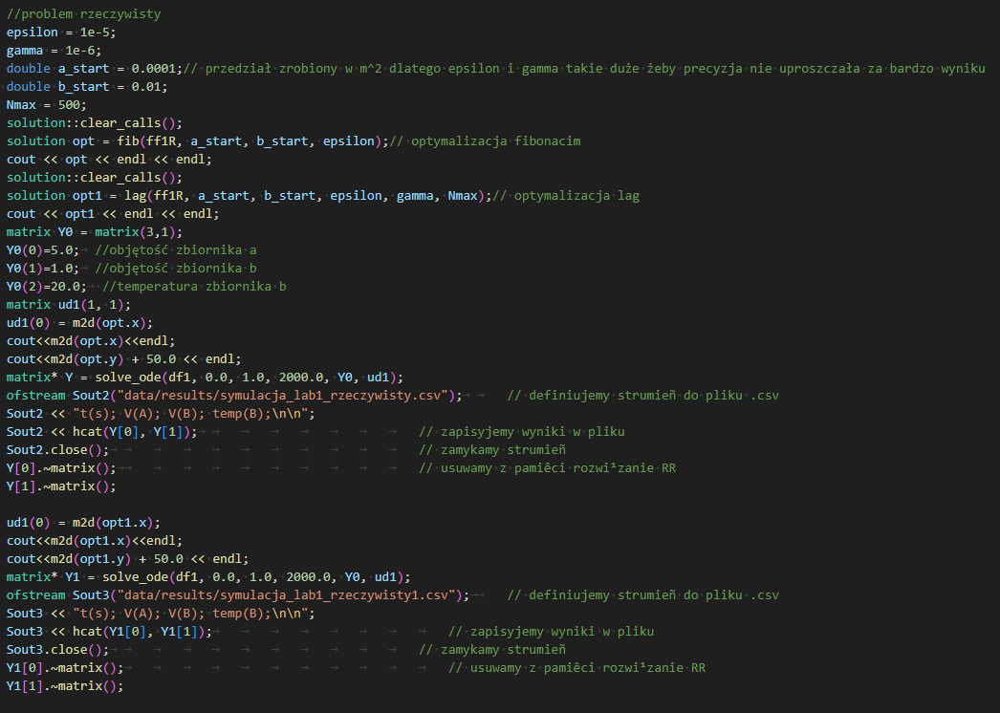 //problem rzeczywisty
epsilon = 1e-5;
gamma = 1e-6;
double a_start = 0.0001;// przedział zrobiony w m^2 dlatego epsilon i gamma takie duże żeby precyzja nie uproszczała za bardzo wyniku
double b_start = 0.01;
Nmax = 500;
solution::clear_calls();
solution opt = fib(ff1R, a_start, b_start, epsilon);// optymalizacja fibonacim
cout << opt << endl << endl;
solution::clear_calls();
solution opt1 = lag(ff1R, a_start, b_start, epsilon, gamma, Nmax);// optymalizacja lag
cout << opt1 << endl << endl;
matrix Y0 = matrix(3,1);
Y0(0)=5.0; //objętość zbiornika a
Y0(1)=1.0; //objętość zbiornika b
Y0(2)=20.0; //temperatura zbiornika b
matrix ud1(1, 1);
ud1(0) = m2d(opt.x);
cout<<m2d(opt.x)<<endl;
cout<<m2d(opt.y) + 50.0 << endl;
matrix* Y = solve_ode(df1, 0.0, 1.0, 2000.0, Y0, ud1);
ofstream Sout2("data/results/symulacja_lab1_rzeczywisty.csv"); // definiujemy strumieñ do pliku .csv
Sout2 << "t(s); V(A); V(B); temp(B);\n\n";
Sout2 << hcat(Y[0], Y[1]); // zapisyjemy wyniki w pliku
Sout2.close(); // zamykamy strumieñ
Y[0].~matrix(); // usuwamy z pamiêci rozwi¹zanie RR
Y[1].~matrix();
ud1(0) = m2d(opt1.x);
cout<<m2d(opt1.x)<<endl;
cout<<m2d(opt1.y) + 50.0 << endl;
matrix* Y1 = solve_ode(df1, 0.0, 1.0, 2000.0, Y0, ud1);
ofstream Sout3("data/results/symulacja_lab1_rzeczywisty1.csv"); // definiujemy strumieñ do pliku .csv
Sout3 << "t(s); V(A); V(B); temp(B);\n\n";
Sout3 << hcat(Y1[0], Y1[1]); // zapisyjemy wyniki w pliku
Sout3.close(); // zamykamy strumieñ
Y1[0].~matrix(); // usuwamy z pamiêci rozwi¹zanie RR
Y1[1].~matrix();